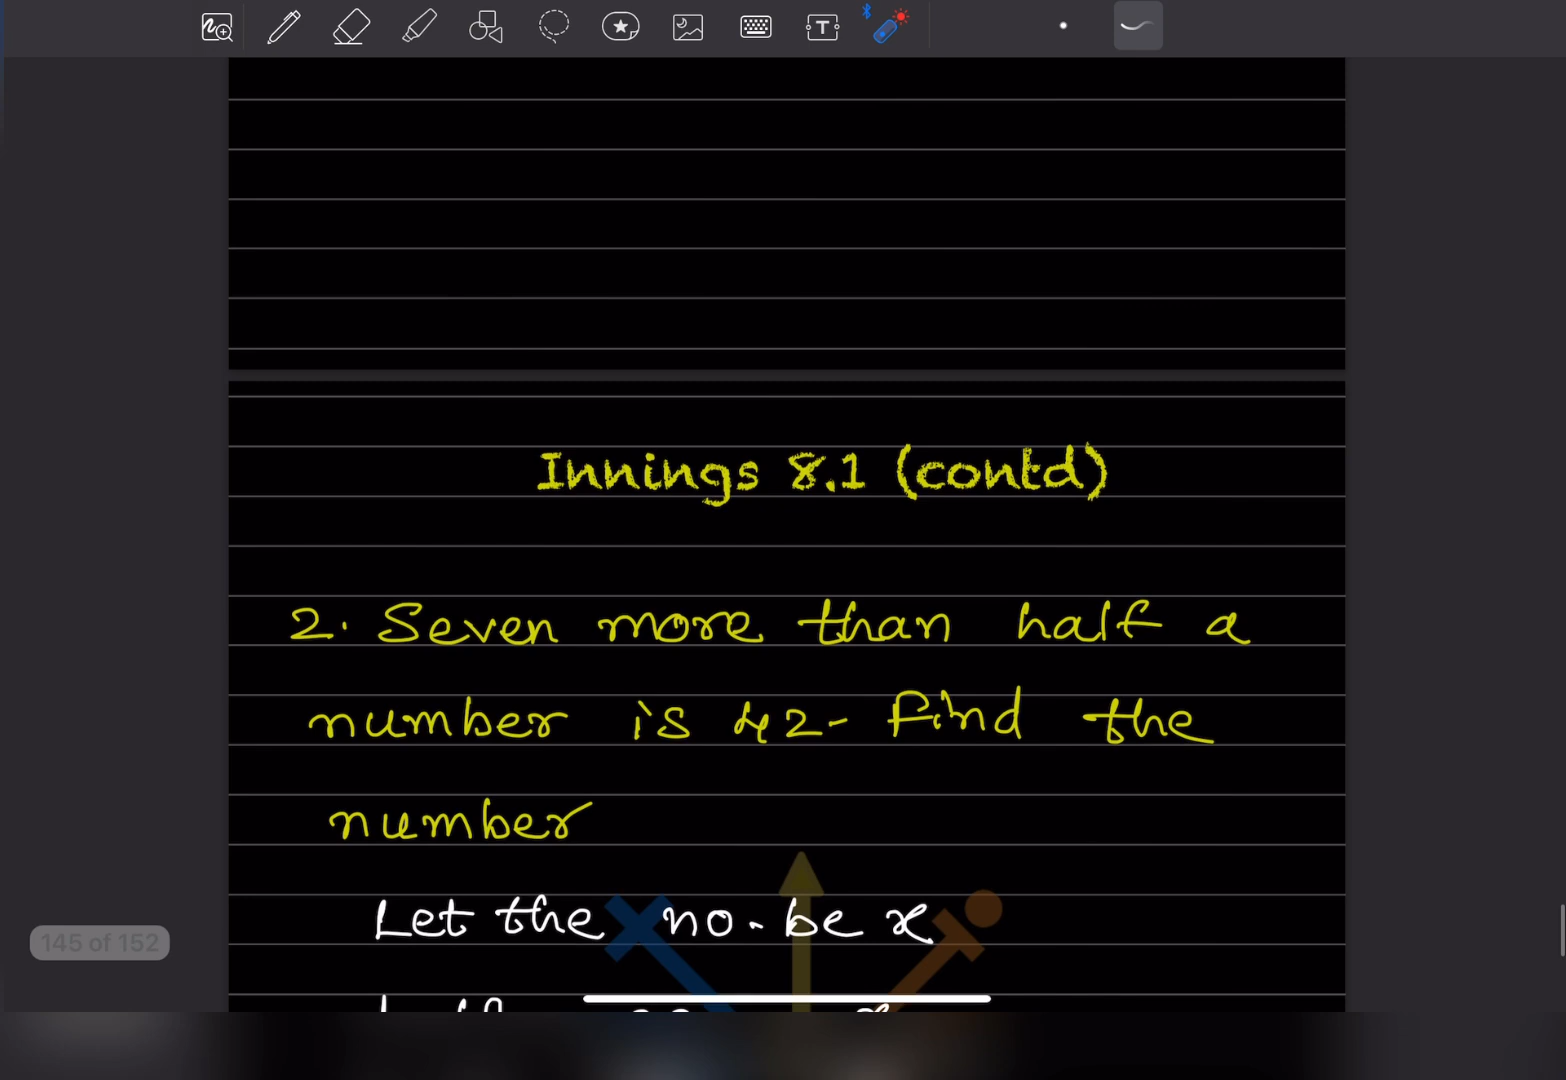 T
Innings 8.1 (contd)
2. Seven more than half a
number is 42- find the
number
Let the no. be x
145 of 152